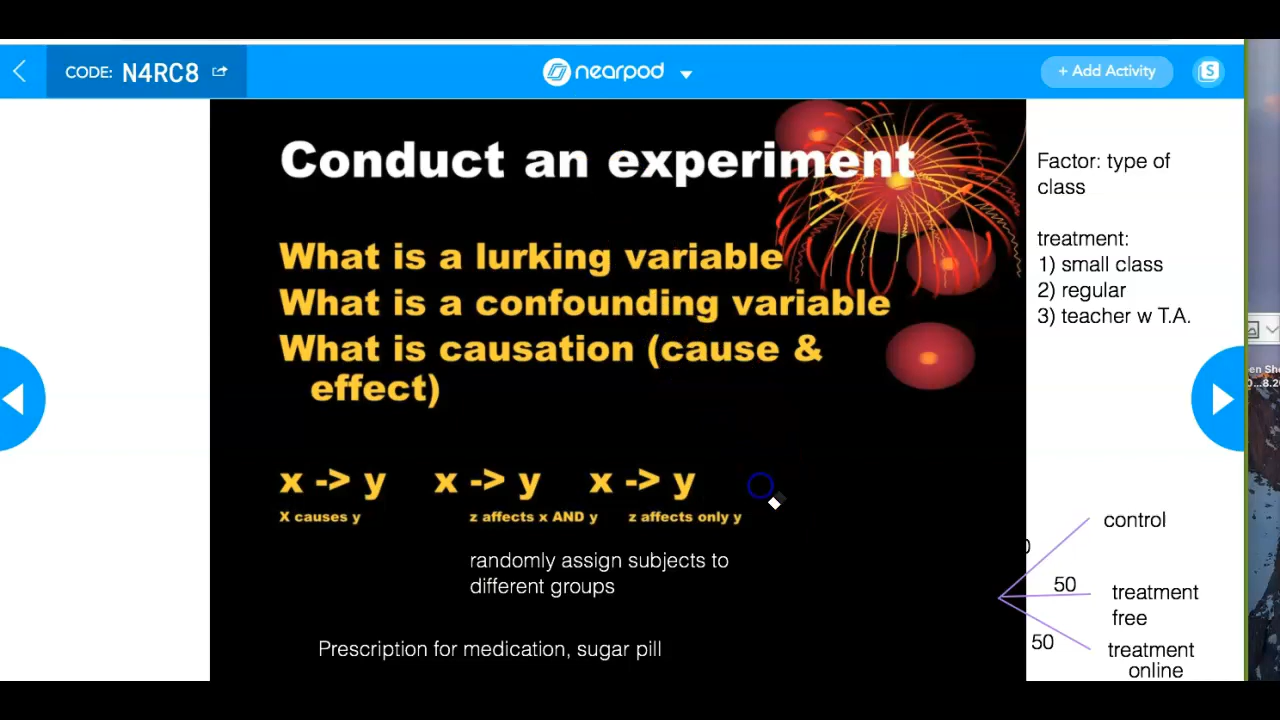 CODE: N4RC8
nearpod
+ Add Activity
S
Conduct an experiment
What is a lurking variable
What is a confounding variable
What is causation (cause &
effect)
x -> y x -> y x -> y
X causes y z affects x AND y z affects only y
randomly assign subjects to
different groups
Prescription for medication, sugar pill
Factor: type of
class
treatment:
1) small class
2) regular
3) teacher w T.A.
control
50 treatment
free
50 treatment
online